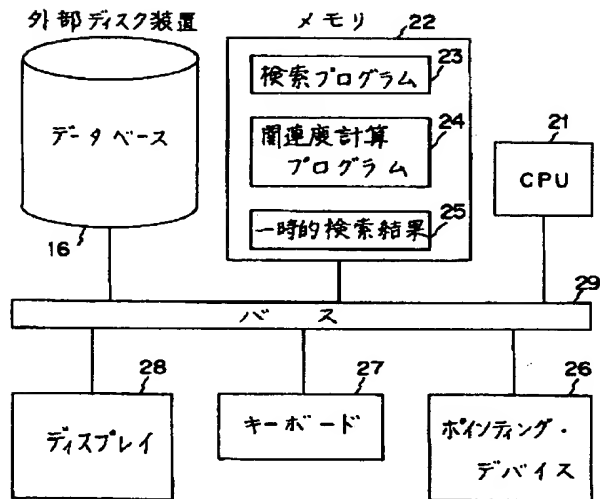 外部ディスク装置
メモリ
22
検索プログラム
23
関連度計算
プログラム
24
一時的検索結果
25
データベース
16
21
CPU
29
バス
28
ディスプレイ
27
キーボード
26
ポインティング・
デバイス